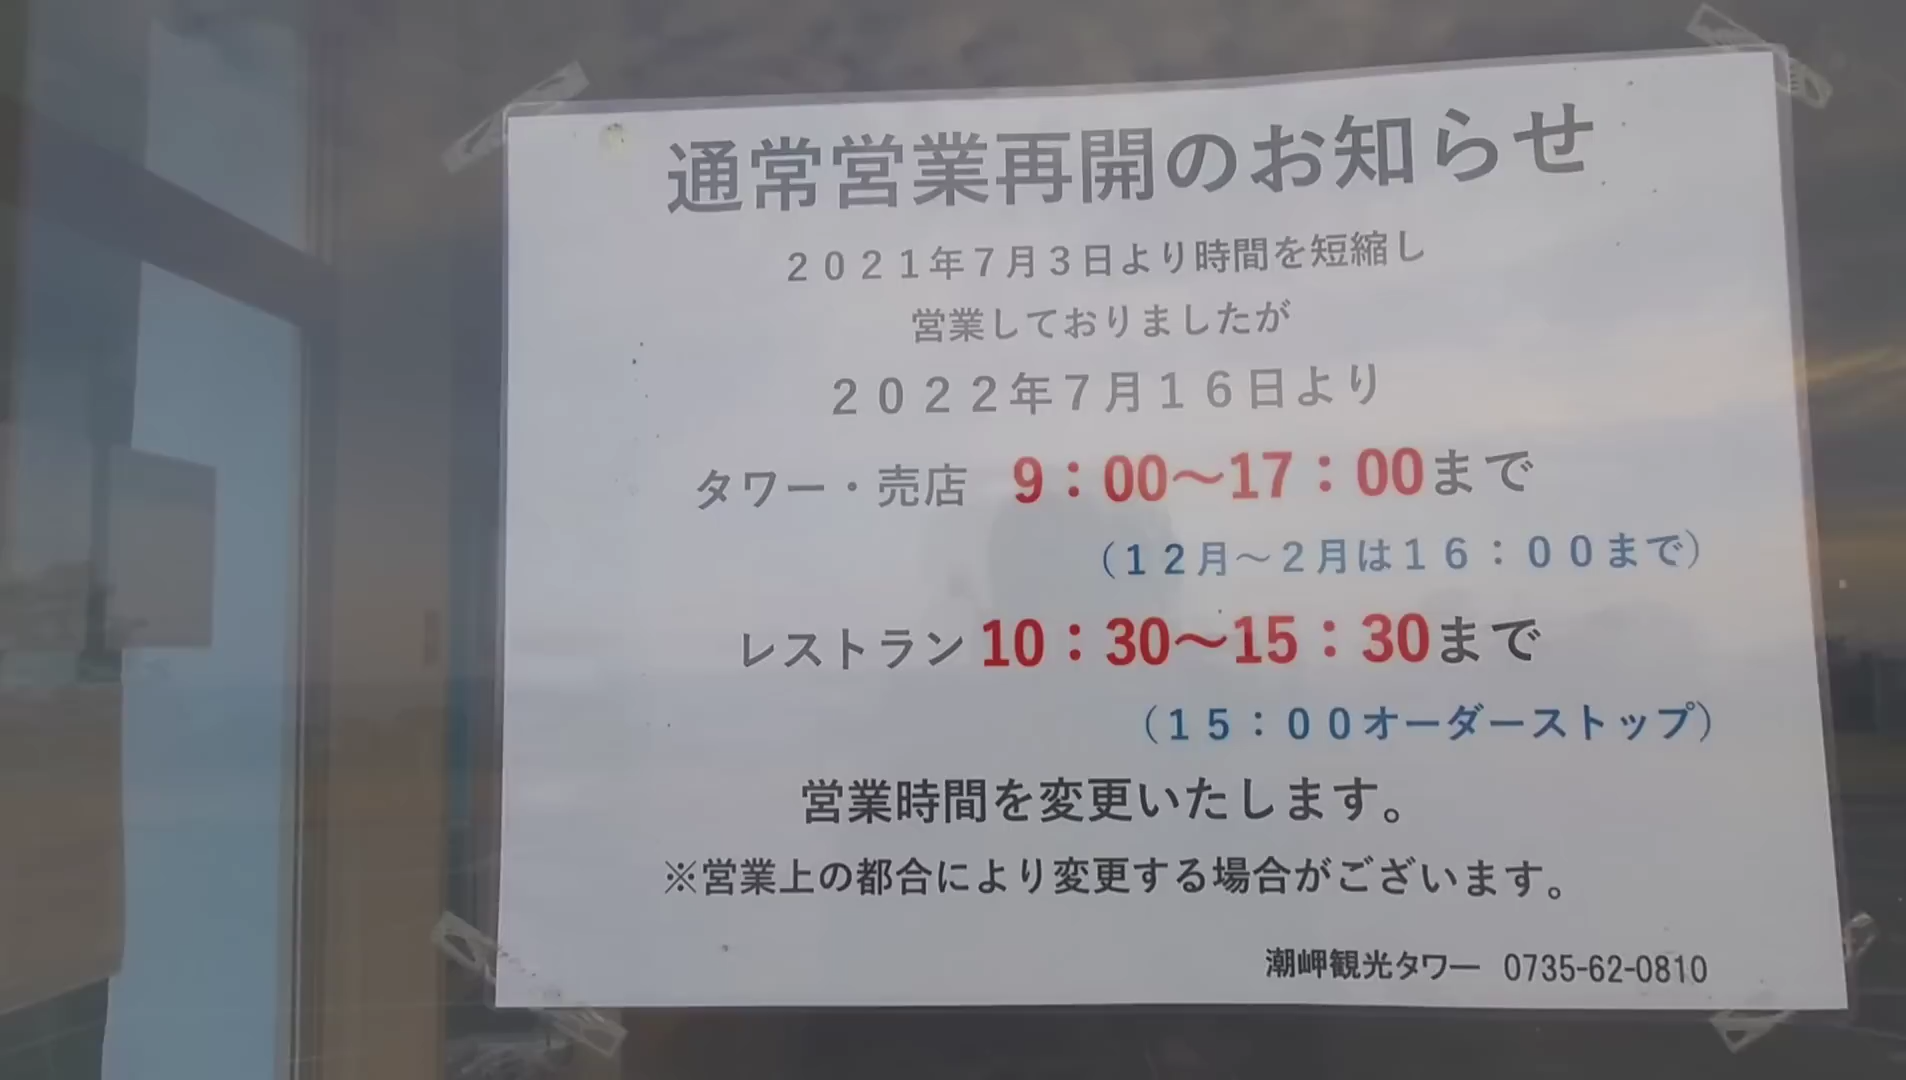 通常営業再開のお知らせ
２０２１年７月３日より時間を短縮し
営業しておりましたが
２０２２年７月１６日より
タワー・売店　9：00～17：00まで
（１２月～２月は１６：００まで）
レストラン 10：30～15：30まで
（１５：００オーダーストップ）
営業時間を変更いたします。
※営業上の都合により変更する場合がございます。
潮岬観光タワー　0735-62-0810